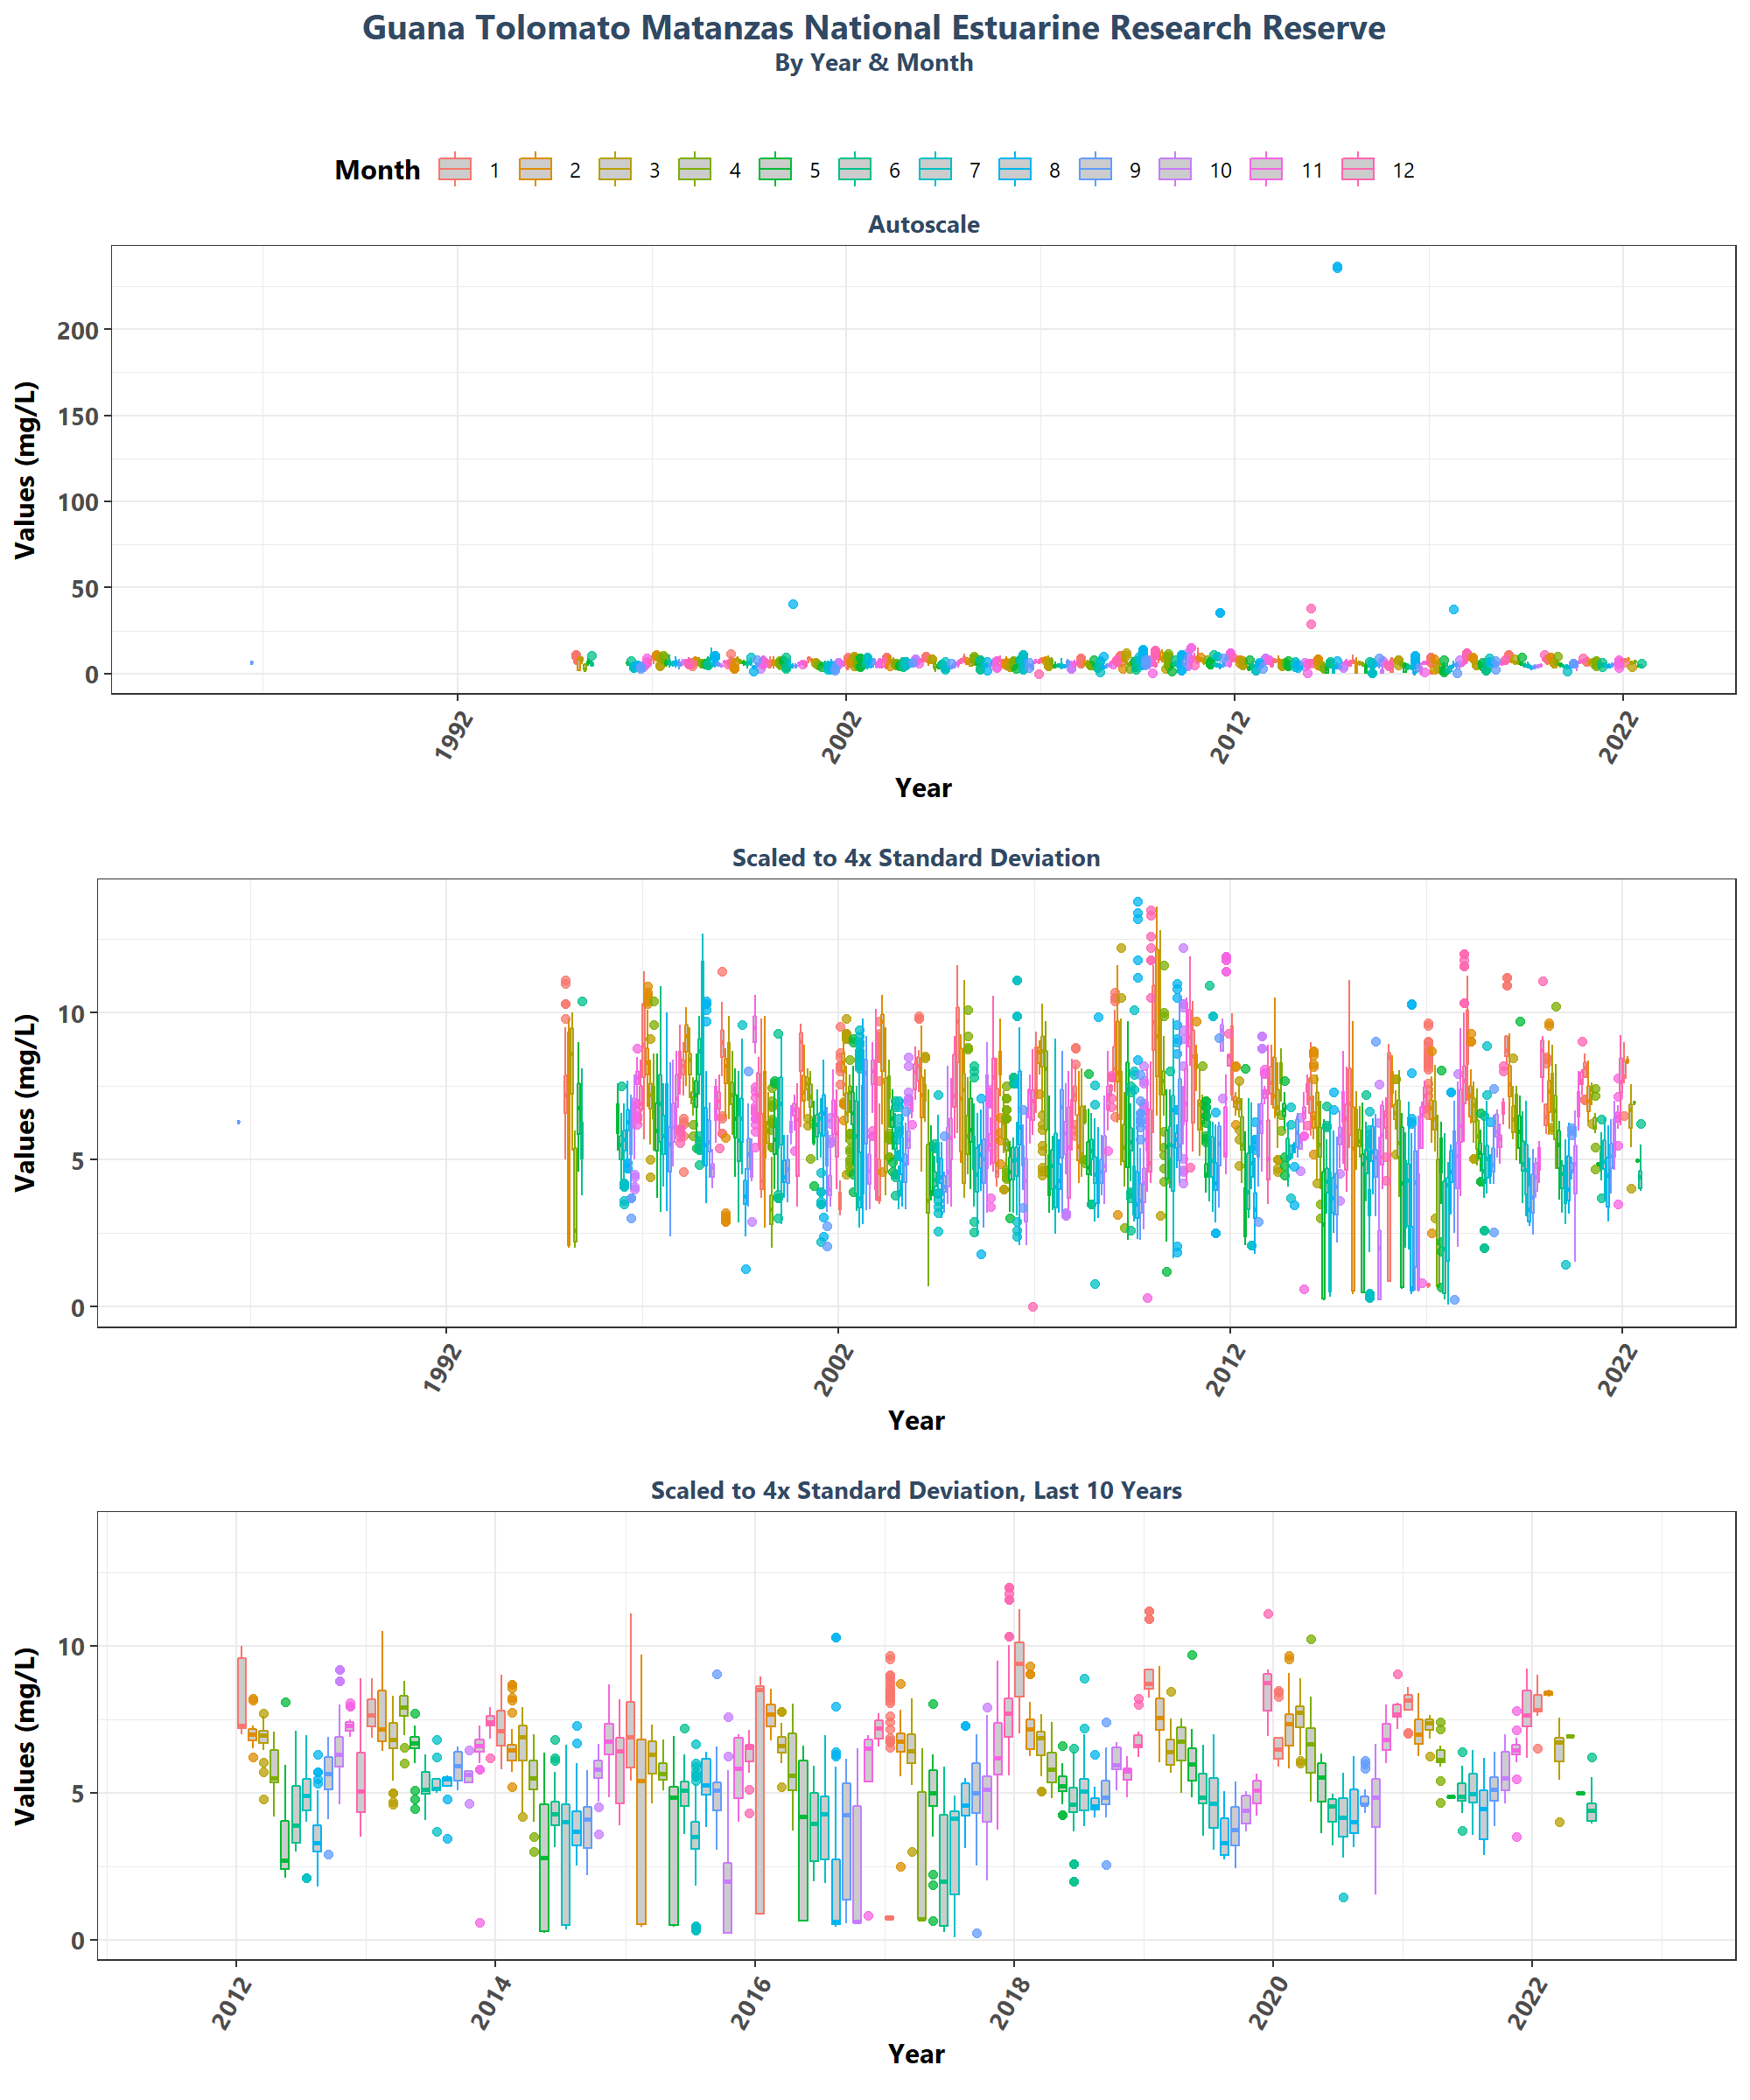 Guana Tolomato Matanzas National Estuarine Research Reserve
By Year & Month
Month 1 2 3 4 5 6 7 8 9 10 11 12
Autoscale
Values (mg/L)
200
150
100
50
0
1992 2002 2012 2022
Year
Scaled to 4x Standard Deviation
Values (mg/L)
10
5
0
1992 2002 2012 2022
Year
Scaled to 4x Standard Deviation, Last 10 Years
Values (mg/L)
10
5
0
2012 2014 2016 2018 2020 2022
Year